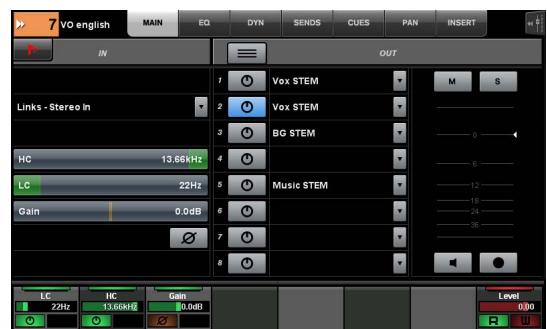 7 VO english MAIN EQ DYN SENDS CUES PAN INSERT
IN OUT
1 Vox STEM M S
Links - Stereo In 2 Vox STEM
3 BG STEM 0
HC 13.66kHz 4 6
LC 22Hz 5 Music STEM 12
18
Gain 0.0dB 6 24
36
Ø 7
8
LC HC Gain Level
22Hz 13.66kHz 0.0dB 0.00
Ø R W